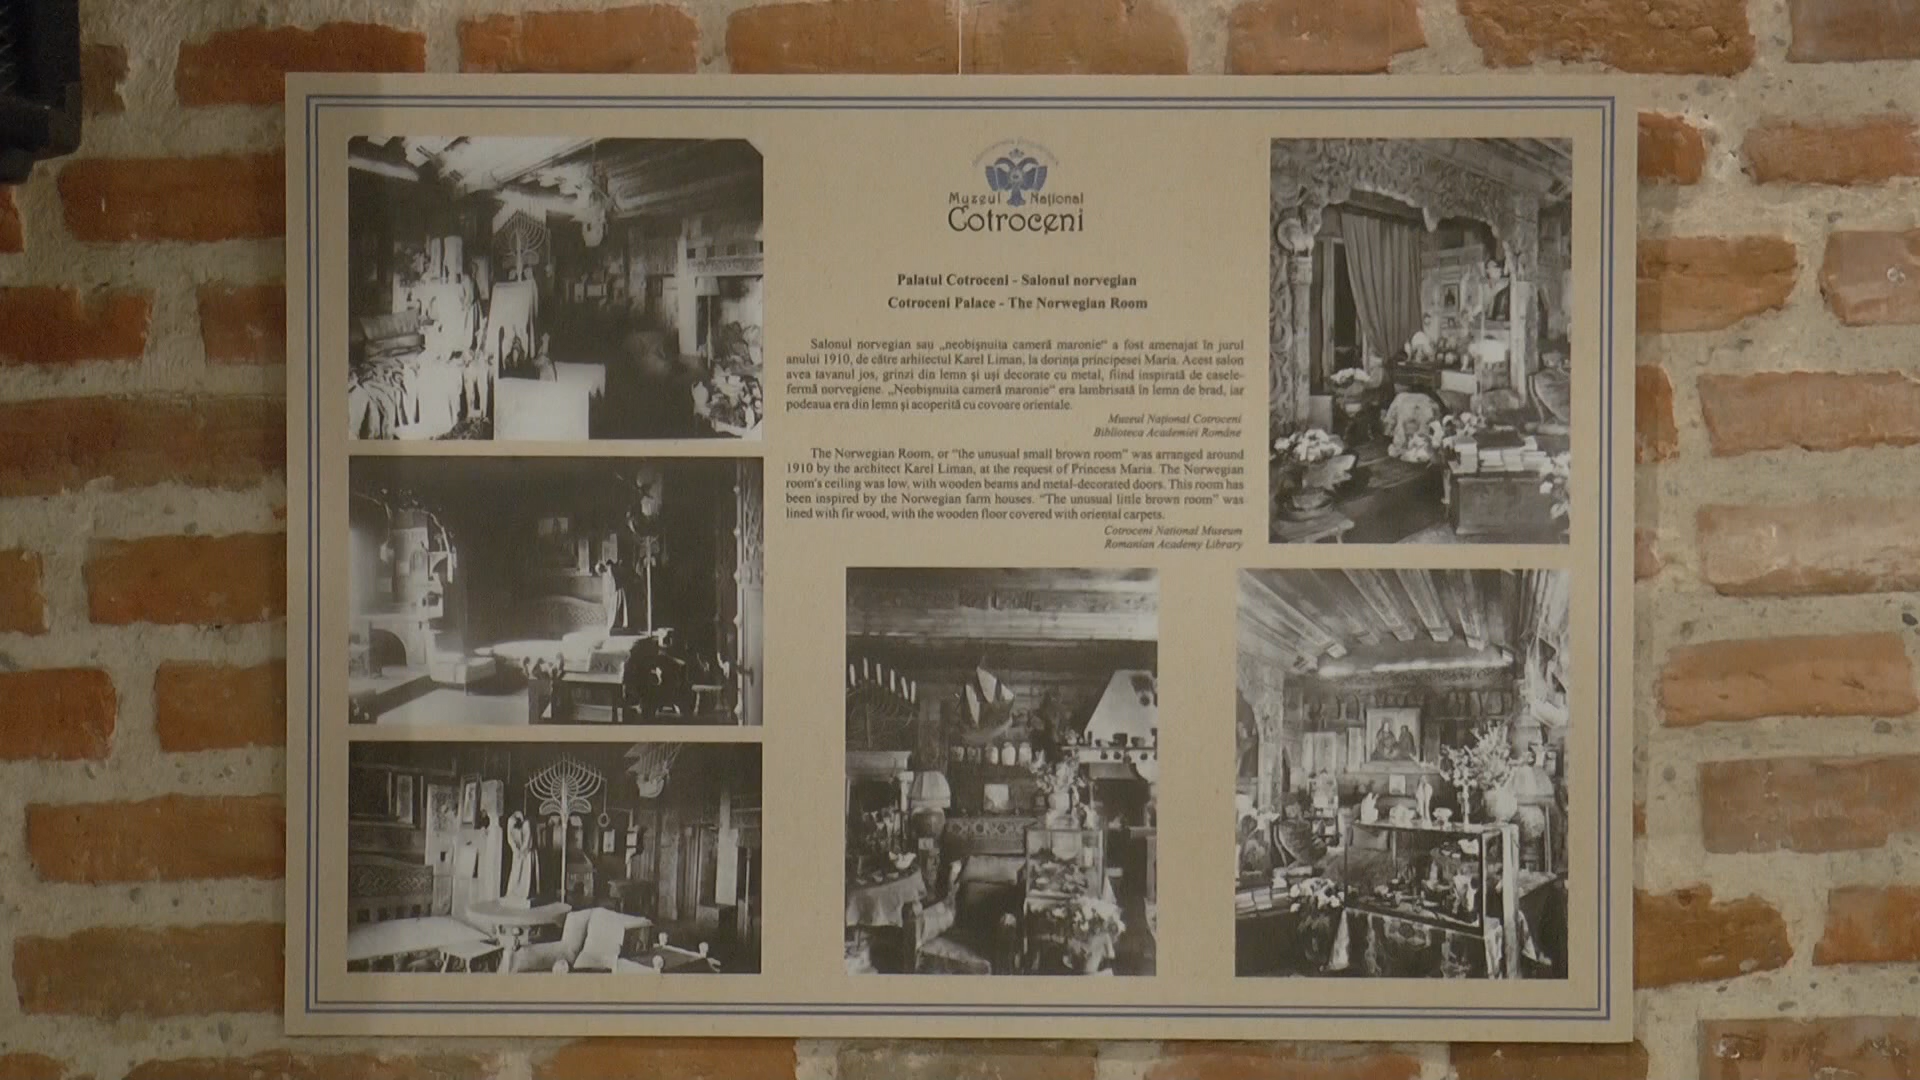 Muzeul Național
Cotroceni
Palatul Cotroceni - Salonul norvegian
Cotroceni Palace - The Norwegian Room
Salonul norvegian sau „neobișnuita cameră maronie“ a fost amenajat în jurul
anului 1910, de către arhitectul Karel Liman, la dorința principesei Maria. Acest salon
avea tavanul jos, grinzi din lemn și uși decorate cu metal, fiind inspirată de casele-
fermă norvegiene. „Neobișnuita cameră maronie“ era lambrisată în lemn de brad, iar
podeaua era din lemn și acoperită cu covoare orientale.
Muzeul Național Cotroceni
Biblioteca Academiei Române
The Norwegian Room, or “the unusual small brown room” was arranged around
1910 by the architect Karel Liman, at the request of Princess Maria. The Norwegian
room's ceiling was low, with wooden beams and metal-decorated doors. This room has
been inspired by the Norwegian farm houses. “The unusual little brown room” was
lined with fir wood, with the wooden floor covered with oriental carpets.
Cotroceni National Museum
Romanian Academy Library